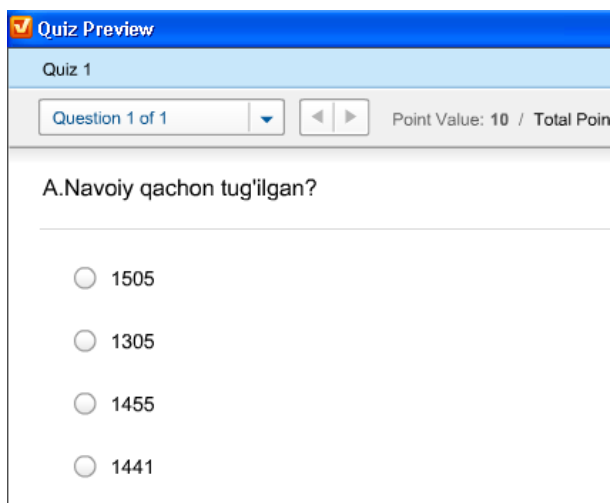 Quiz Preview
Quiz 1
Question 1 of 1
Point Value: 10 / Total Poin
A.Navoiy qachon tug'ilgan?
1505
1305
1455
1441